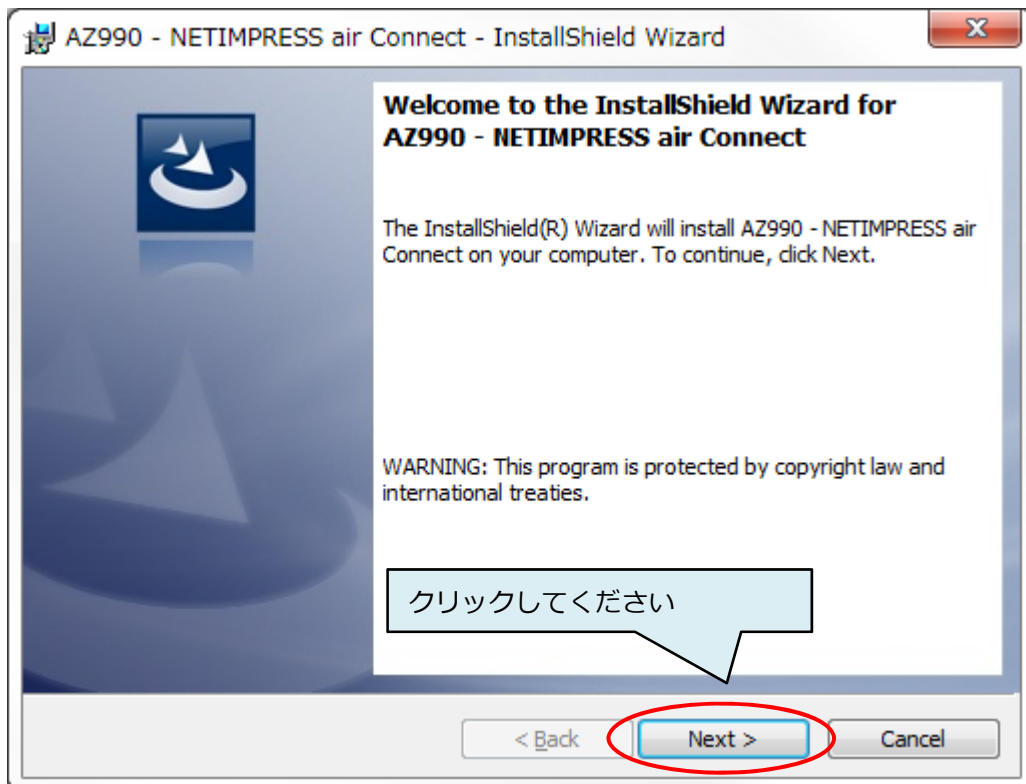 AZ990 - NETIMPRESS air Connect - InstallShield Wizard
Welcome to the InstallShield Wizard for
AZ990 - NETIMPRESS air Connect
The InstallShield(R) Wizard will install AZ990 - NETIMPRESS air
Connect on your computer. To continue, click Next.
WARNING: This program is protected by copyright law and
international treaties.
クリックしてください
< Back
Next >
Cancel